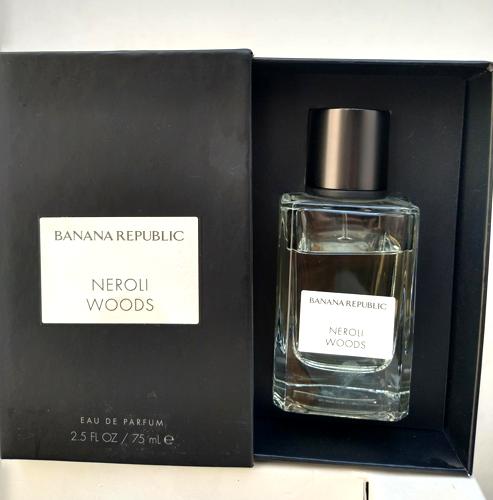 BANANA REPUBLIC
NEROLI
WOODS
EAU DE PARFUM
2.5 FL OZ / 75 mL ℮
BANANA REPUBLIC
NEROLI
WOODS